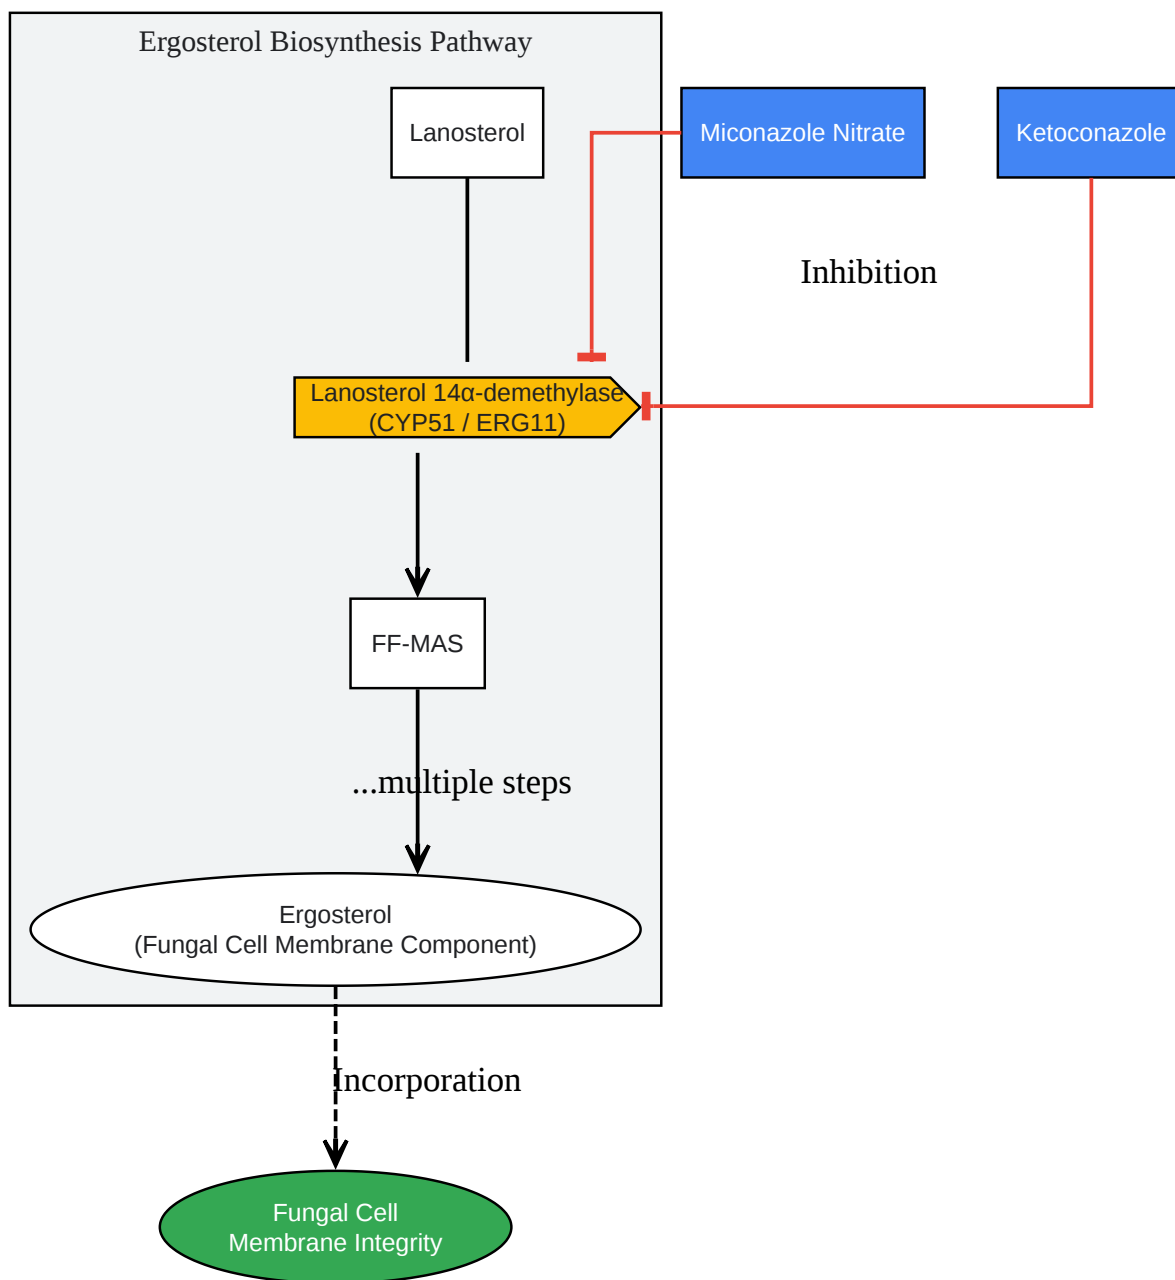 Ergosterol Biosynthesis Pathway
Lanosterol
Miconazole Nitrate
Ketoconazole
Inhibition
Lanosterol 14α-demethylase
(CYP51 / ERG11)
FF-MAS
...multiple steps
Ergosterol
(Fungal Cell Membrane Component)
Incorporation
Fungal Cell
Membrane Integrity